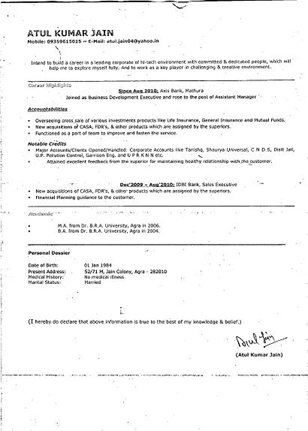 ATUL KUMAR JAIN
Mobile: 09359615015 ~ E-Mail: atul.jain04@yahoo.in
Intend to build a career in a leading corporate of hi-tech environment with committed & dedicated people, which will
help me to explore myself fully. And to work as a key player in challenging & creative environment.
Career Highlights
Since Aug 2010: Axis Bank, Mathura
Joined as Business Development Executive and rose to the post of Assistant Manager
Accountabilities
• Overseeing cross sale of various investments products like Life Insurance, General Insurance and Mutual Funds.
• New acquisitions of CASA, FDR's, & other products which are assigned by the superiors.
• Functioned as a part of team to improve and fasten the service.
Notable Credits
• Major Accounts/Clients Opened/Handled: Corporate Accounts like Shourya Universal, C N D S, Distt Jail,
U.P. Pollution Control, Garrison Eng. and U P R K N N etc.
• Attained excellent feedback from the superior for maintaining healthy relationship with the customer.
Dec'2009 – Aug'2010: IDBI Bank, Sales Executive
• New acquisitions of CASA, FDR's, & other products which are assigned by the superiors.
• Financial Planning guidance to the customer.
• M.A. from Dr. B.R.A. University, Agra in 2006.
• B.A. from Dr. B.R.A. University, Agra in 2004.
Personal Dossier
Date of Birth: 01 Jan 1984
Present Address: 52/71 M, Jain Colony, Agra - 282010
Medical History: No medical illness
Marital Status: Married
(I hereby do declare that above information is true to the best of my knowledge & belief.)
Atul Jain
(Atul Kumar Jain)